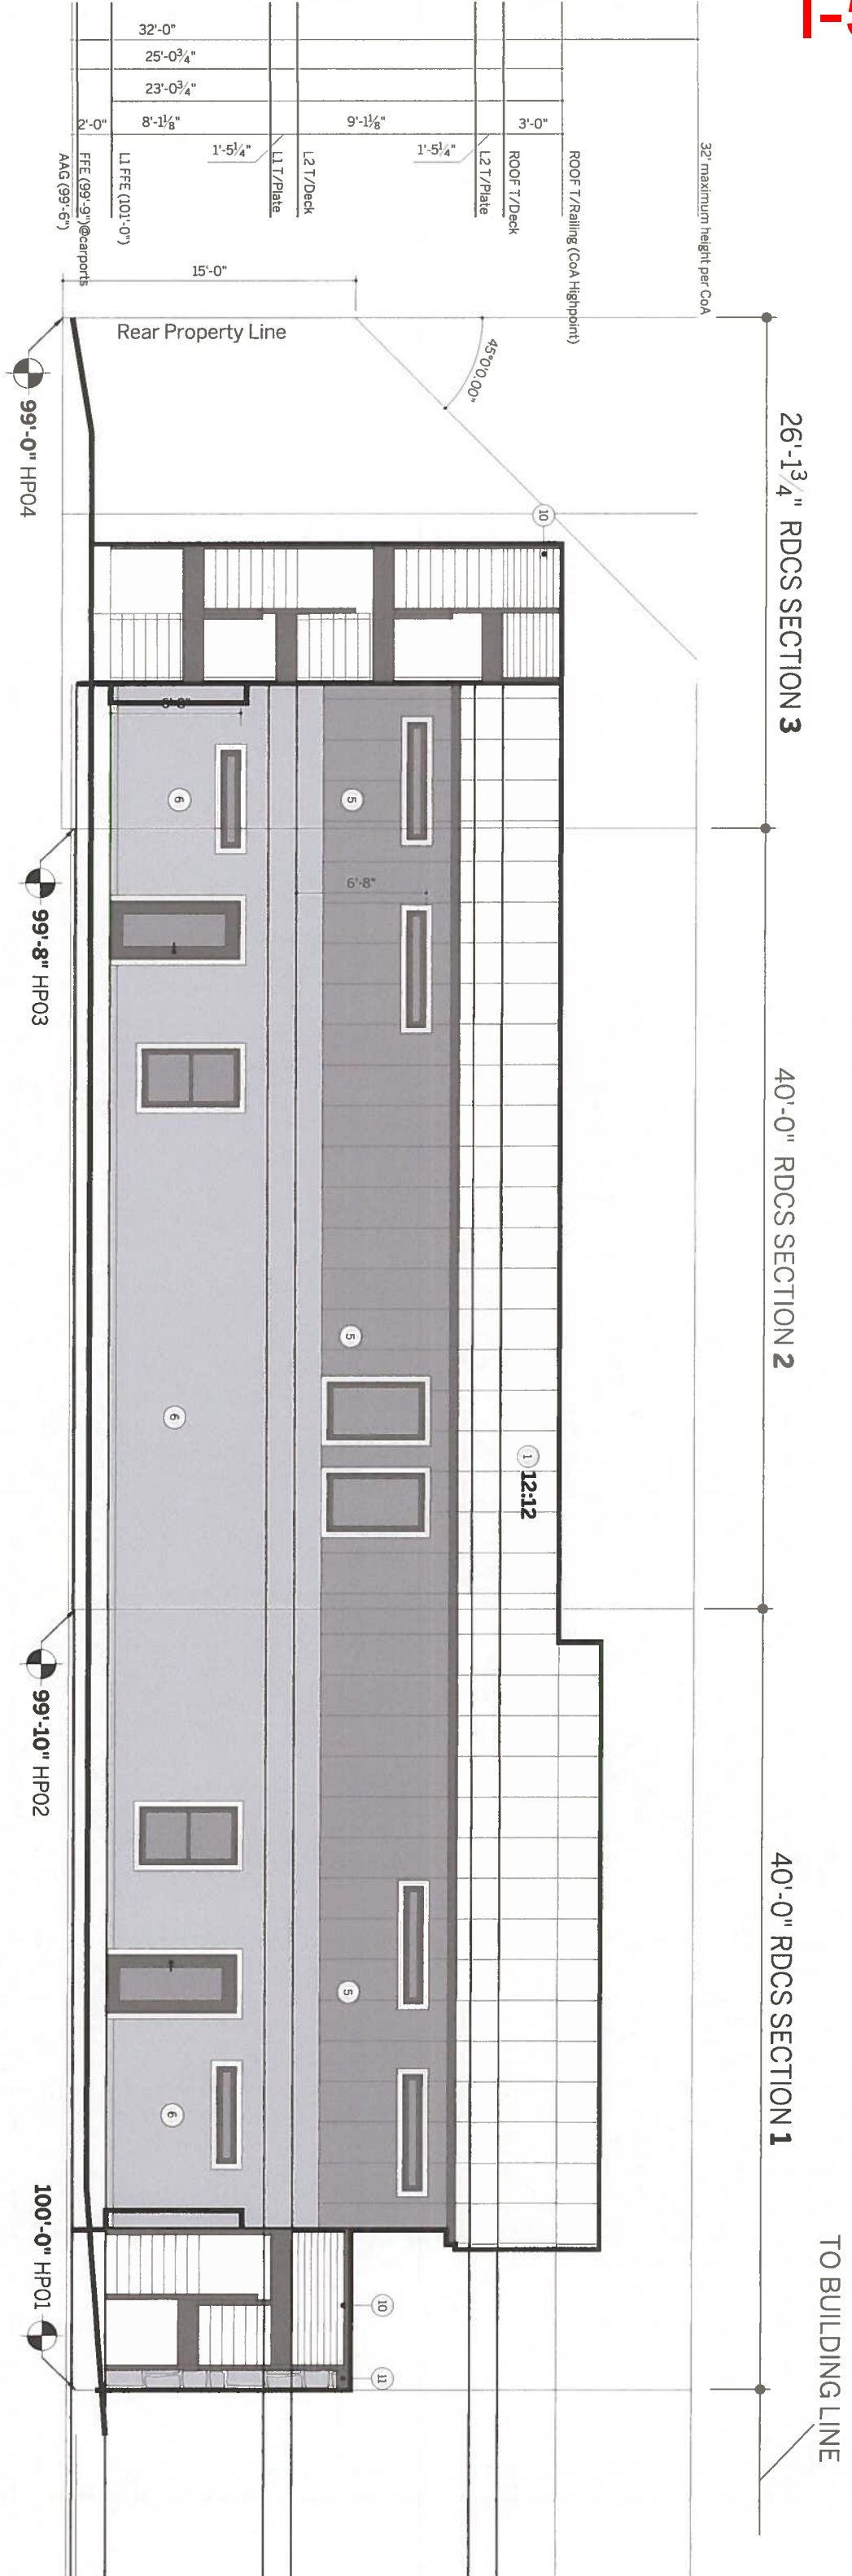 I-5
32'-0"
25'-0¾"
23'-0¾"
2'-0"
8'-1⅛"
9'-1⅛"
3'-0"
1'-5¼"
1'-5¼"
AAG (99'-6")
FFE (99'-9")@carports
L1 FFE (101'-0")
L1 T/Plate
L2 T/Deck
L2 T/Plate
ROOF T/Deck
ROOF T/Railing (CoA Highpoint)
32' maximum height per CoA
15'-0"
Rear Property Line
45°0'0.00"
99'-0" HP04
26'-1¾" RDCS SECTION 3
10
6'-8"
6
5
6'-8"
99'-8" HP03
40'-0" RDCS SECTION 2
5
6
1
12:12
99'-10" HP02
40'-0" RDCS SECTION 1
5
6
100'-0" HP01
10
11
TO BUILDING LINE